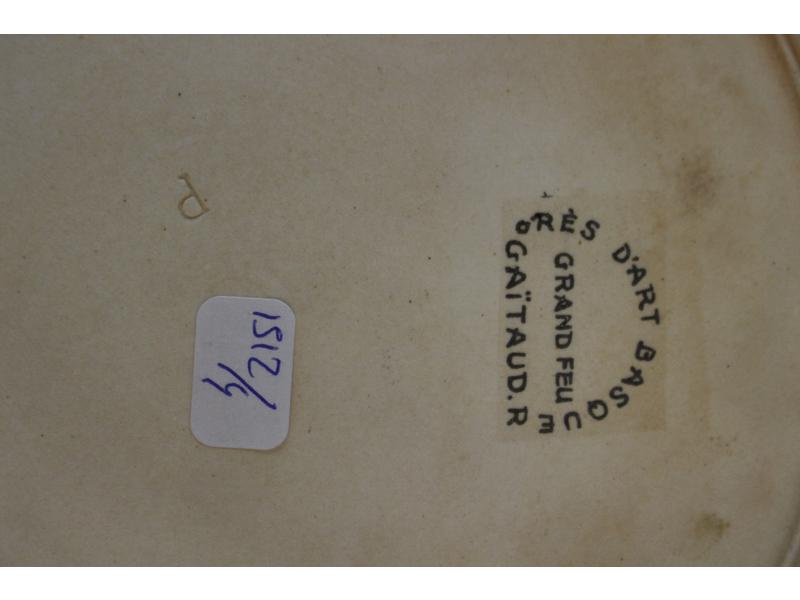 GRÈS D'ART BASQUE
GRAND FEU
GAÏTAUD.R
1512/4